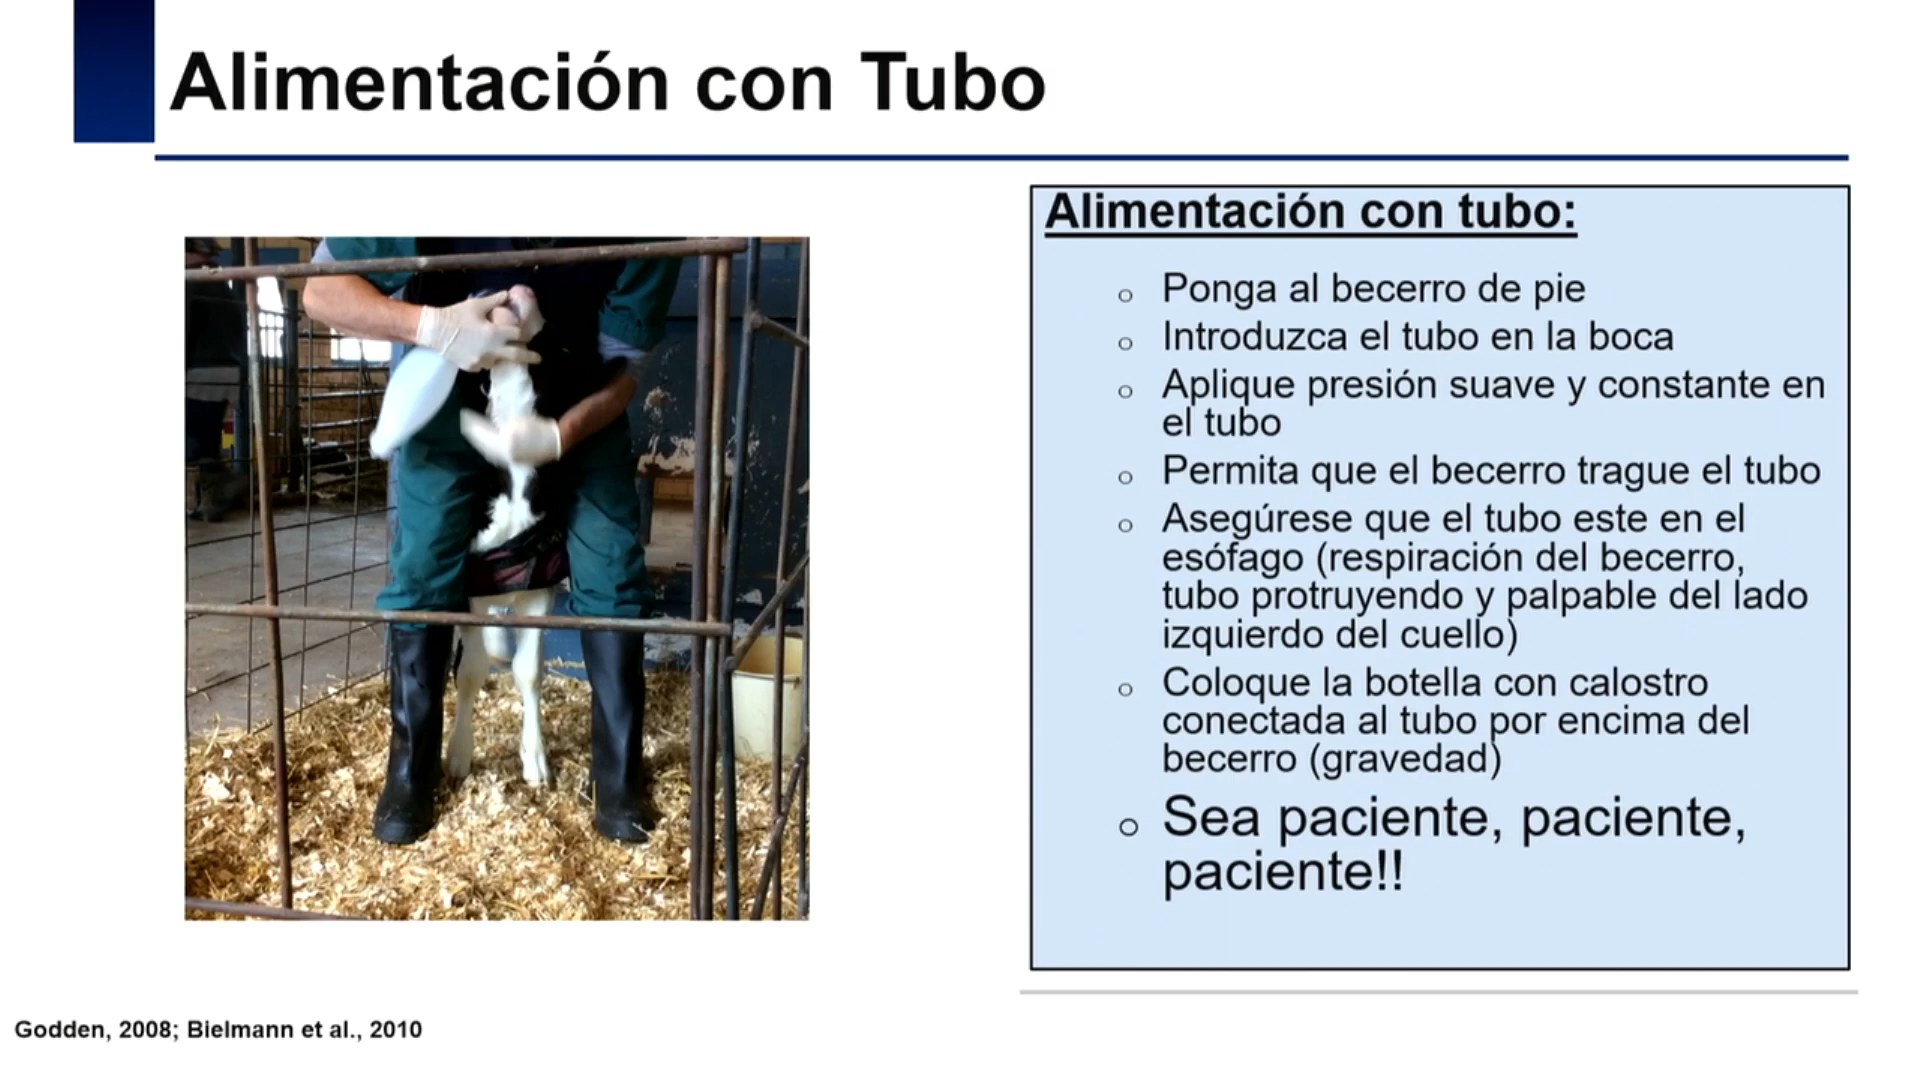 Alimentación con Tubo
Alimentación con tubo:
o Ponga al becerro de pie
o Introduzca el tubo en la boca
o Aplique presión suave y constante en
el tubo
o Permita que el becerro trague el tubo
o Asegúrese que el tubo este en el
esófago (respiración del becerro,
tubo protruyendo y palpable del lado
izquierdo del cuello)
o Coloque la botella con calostro
conectada al tubo por encima del
becerro (gravedad)
o Sea paciente, paciente,
paciente!!
Godden, 2008; Bielmann et al., 2010